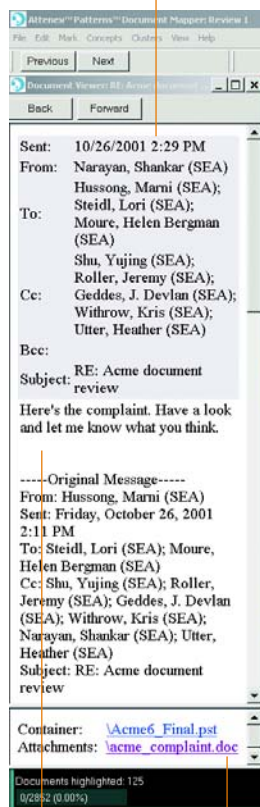 Attenex™ Patterns™ Document Mapper: Review 1
File Edit Mark Concepts Clusters View Help
Previous Next
Document Viewer: RE: Acme document
Back Forward
Sent: 10/26/2001 2:29 PM
From: Narayan, Shankar (SEA)
To: Hussong, Marni (SEA);
Steidl, Lori (SEA);
Moure, Helen Bergman
(SEA)
Cc: Shu, Yujing (SEA);
Roller, Jeremy (SEA);
Geddes, J. Devlan (SEA);
Withrow, Kris (SEA);
Utter, Heather (SEA)
Bcc:
Subject: RE: Acme document
review
Here's the complaint. Have a look
and let me know what you think.
-----Original Message-----
From: Hussong, Marni (SEA)
Sent: Friday, October 26, 2001
2:11 PM
To: Steidl, Lori (SEA); Moure,
Helen Bergman (SEA)
Cc: Shu, Yujing (SEA); Roller,
Jeremy (SEA); Geddes, J. Devlan
(SEA); Withrow, Kris (SEA);
Narayan, Shankar (SEA); Utter,
Heather (SEA)
Subject: RE: Acme document
review
Container: \Acme6_Final.pst
Attachments: \acme_complaint.doc
Documents highlighted: 125
0/2852 (0.00%)